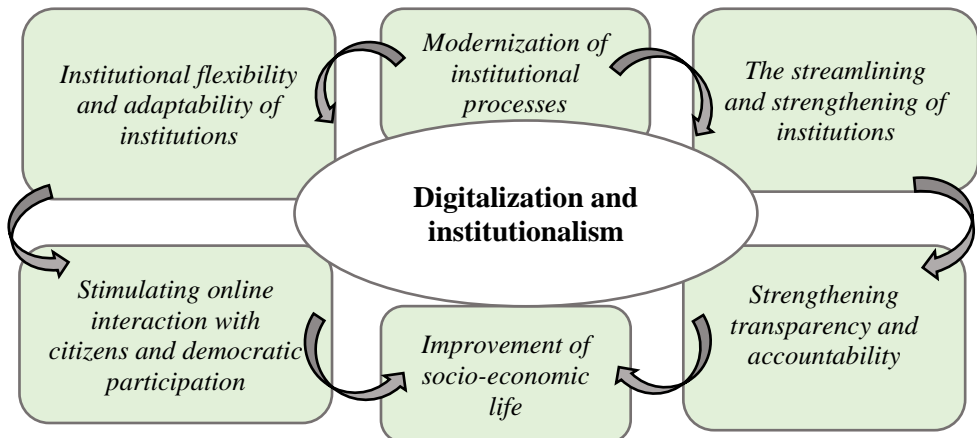 Institutional flexibility
and adaptability of
institutions
Modernization of
institutional
processes
The streamlining
and strengthening of
institutions
Digitalization and
institutionalism
Stimulating online
interaction with
citizens and democratic
participation
Improvement of
socio-economic
life
Strengthening
transparency and
accountability